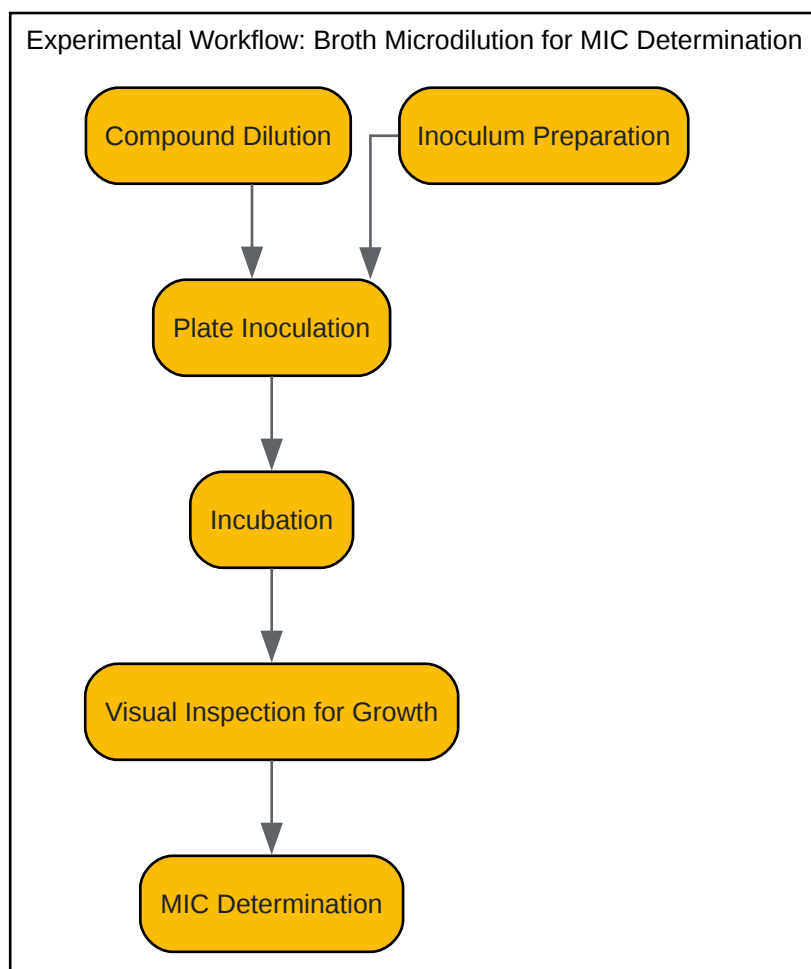 Experimental Workflow: Broth Microdilution for MIC Determination
Compound Dilution
Inoculum Preparation
Plate Inoculation
Incubation
Visual Inspection for Growth
MIC Determination